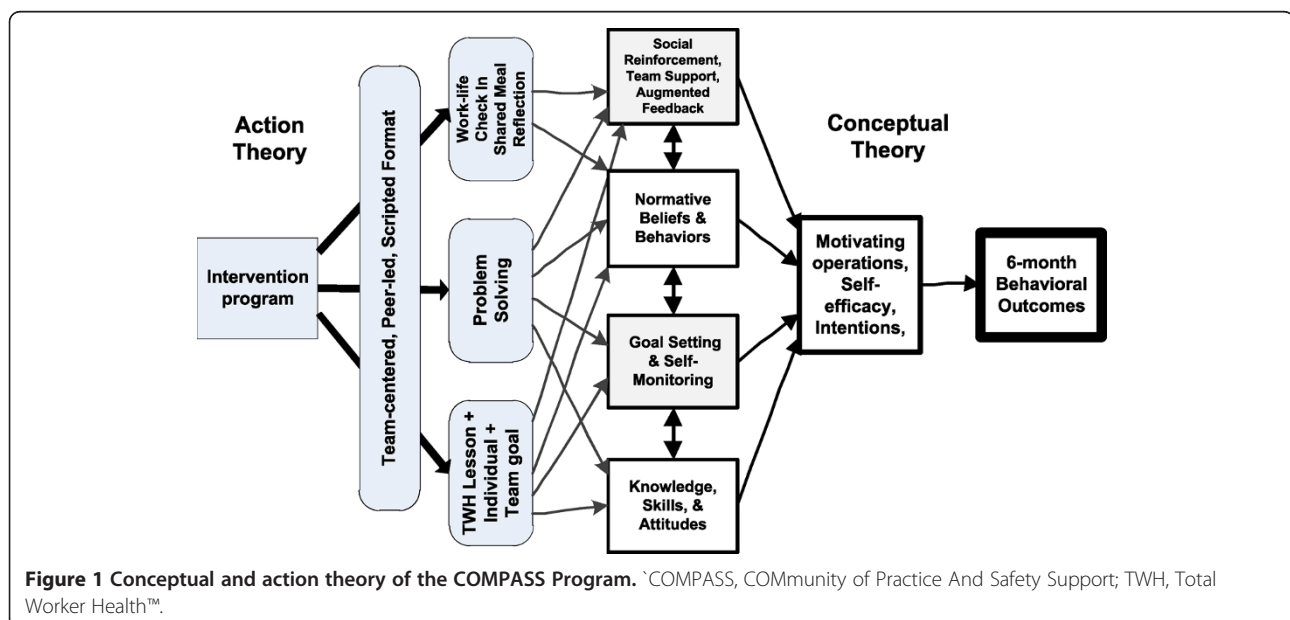 Action
Theory
Intervention
program
Team-centered, Peer-led, Scripted Format
Work-life
Check In
Shared Meal
Reflection
Problem
Solving
TWH Lesson +
Individual +
Team goal
Social
Reinforcement,
Team Support,
Augmented
Feedback
Normative
Beliefs &
Behaviors
Goal Setting
& Self-
Monitoring
Knowledge,
Skills, &
Attitudes
Conceptual
Theory
Motivating
operations,
Self-
efficacy,
Intentions,
6-month
Behavioral
Outcomes
Figure 1 Conceptual and action theory of the COMPASS Program. `COMPASS, COMmunity of Practice And Safety Support; TWH, Total
Worker Health™.